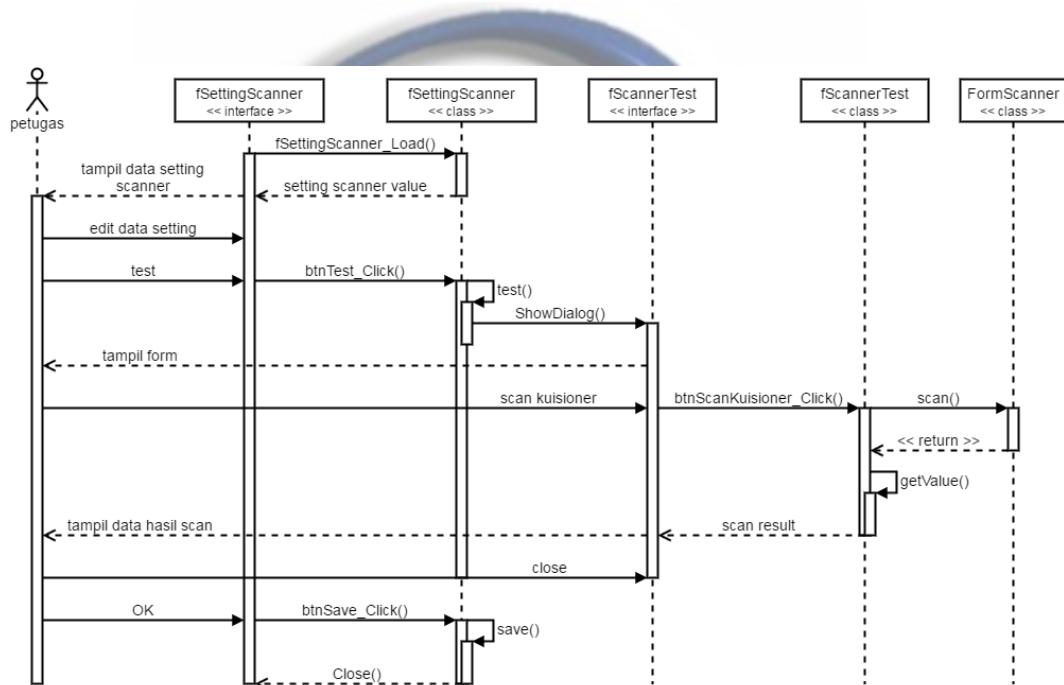 petugas
fSettingScanner
<< interface >>
fSettingScanner
<< class >>
fScannerTest
<< interface >>
fScannerTest
<< class >>
FormScanner
<< class >>
fSettingScanner_Load()
tampil data setting
scanner
setting scanner value
edit data setting
test
btnTest_Click()
test()
ShowDialog()
tampil form
scan kuisioner
btnScanKuisioner_Click()
scan()
<< return >>
getValue()
tampil data hasil scan
scan result
close
OK
btnSave_Click()
save()
Close()